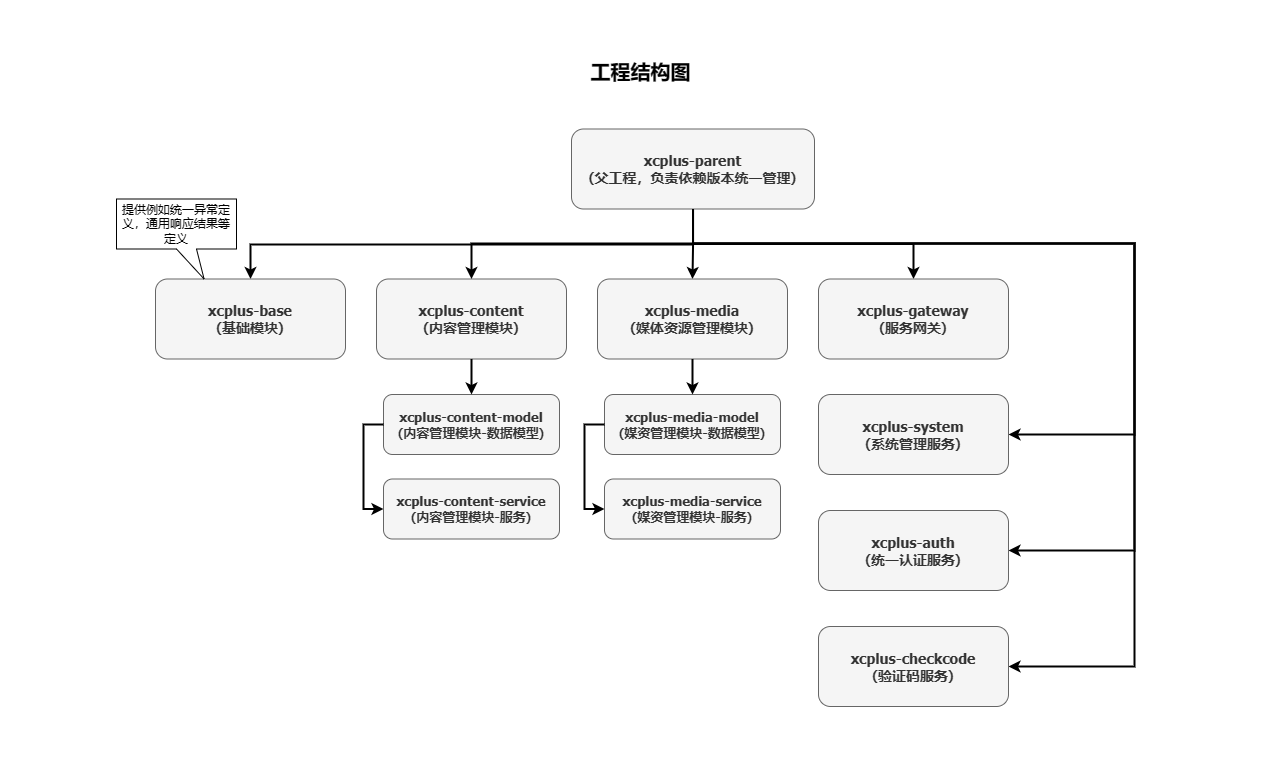 工程结构图
xcplus-parent
（父工程，负责依赖版本统一管理）
提供例如统一异常定
义，通用响应结果等
定义
xcplus-base
（基础模块）
xcplus-content
（内容管理模块）
xcplus-media
（媒体资源管理模块）
xcplus-gateway
（服务网关）
xcplus-content-model
（内容管理模块-数据模型）
xcplus-media-model
（媒资管理模块-数据模型）
xcplus-system
（系统管理服务）
xcplus-content-service
（内容管理模块-服务）
xcplus-media-service
（媒资管理模块-服务）
xcplus-auth
（统一认证服务）
xcplus-checkcode
（验证码服务）